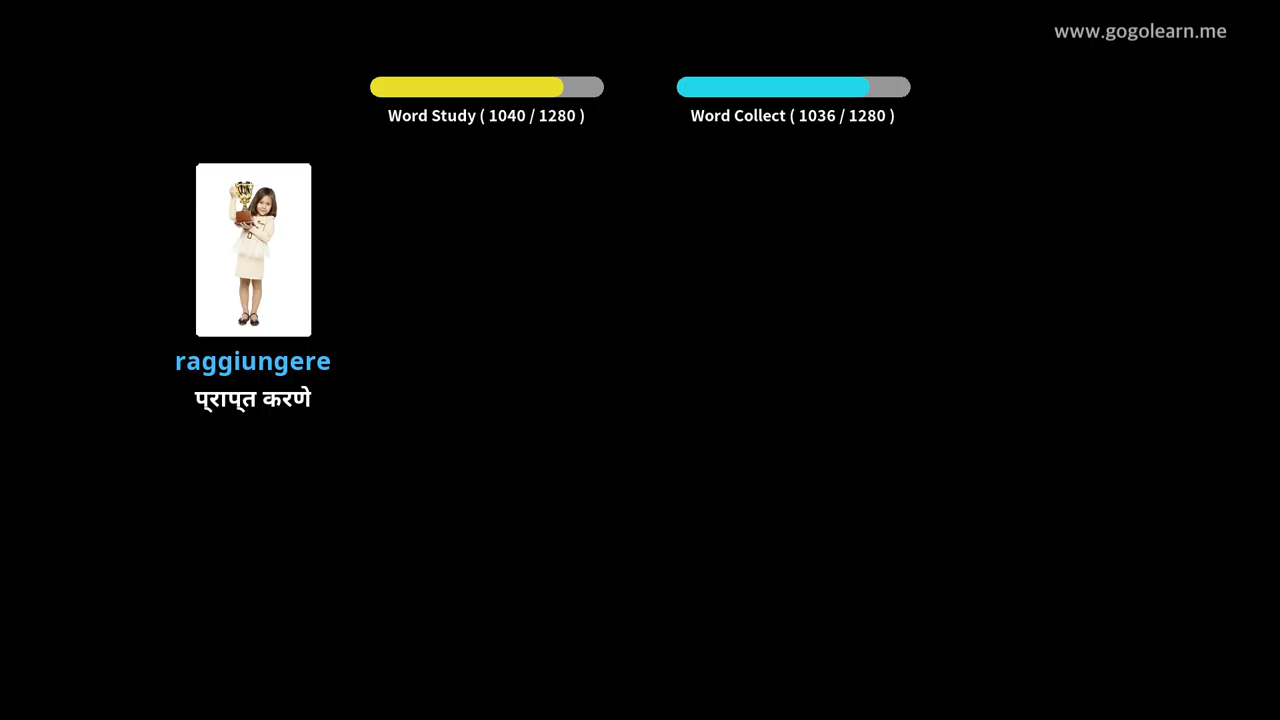 www.gogolearn.me
Word Study ( 1040 / 1280 )
Word Collect ( 1036 / 1280 )
raggiungere
प्राप्त करणे